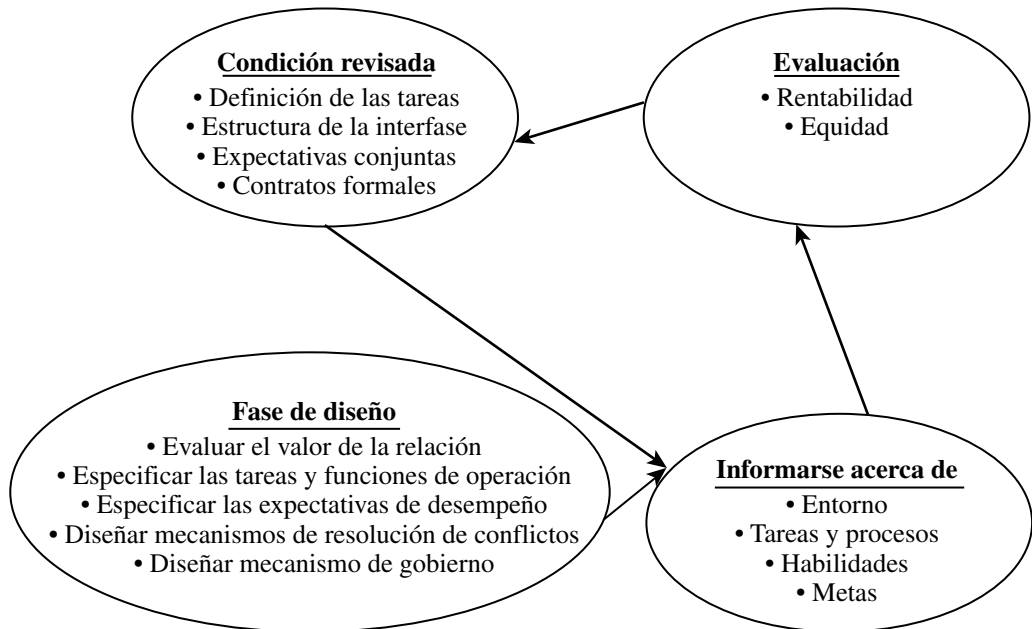 Condición revisada
• Definición de las tareas
• Estructura de la interfase
• Expectativas conjuntas
• Contratos formales
Evaluación
• Rentabilidad
• Equidad
Fase de diseño
• Evaluar el valor de la relación
• Especificar las tareas y funciones de operación
• Especificar las expectativas de desempeño
• Diseñar mecanismos de resolución de conflictos
• Diseñar mecanismo de gobierno
Informarse acerca de
• Entorno
• Tareas y procesos
• Habilidades
• Metas